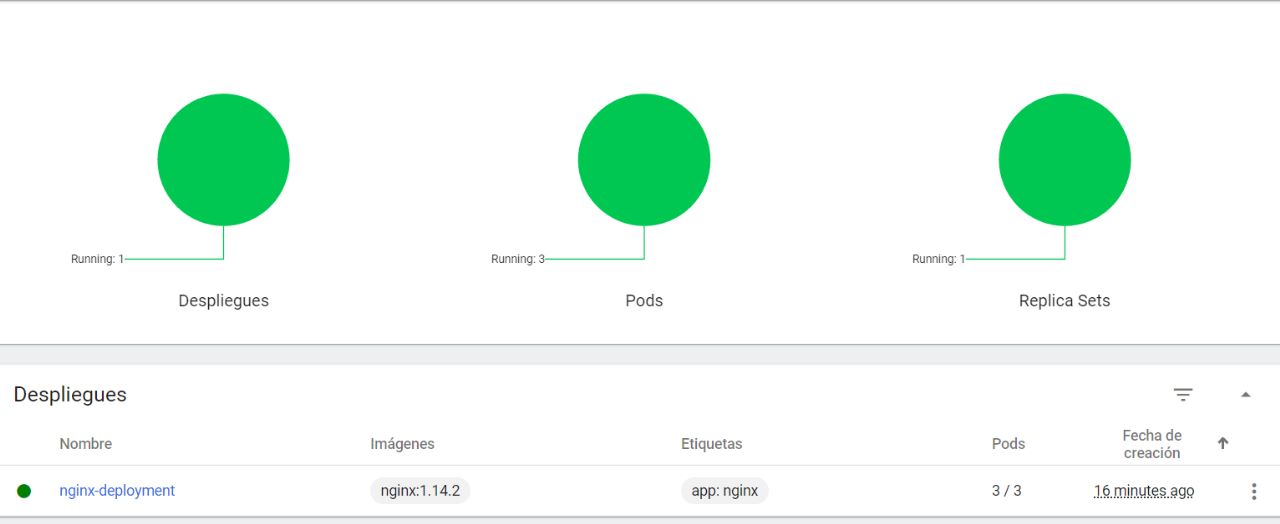 Running: 1
Running: 3
Running: 1
Despliegues
Pods
Replica Sets
Despliegues
Nombre
Imágenes
Etiquetas
Pods
Fecha de
creación
nginx-deployment
nginx:1.14.2
app: nginx
3 / 3
16 minutes ago